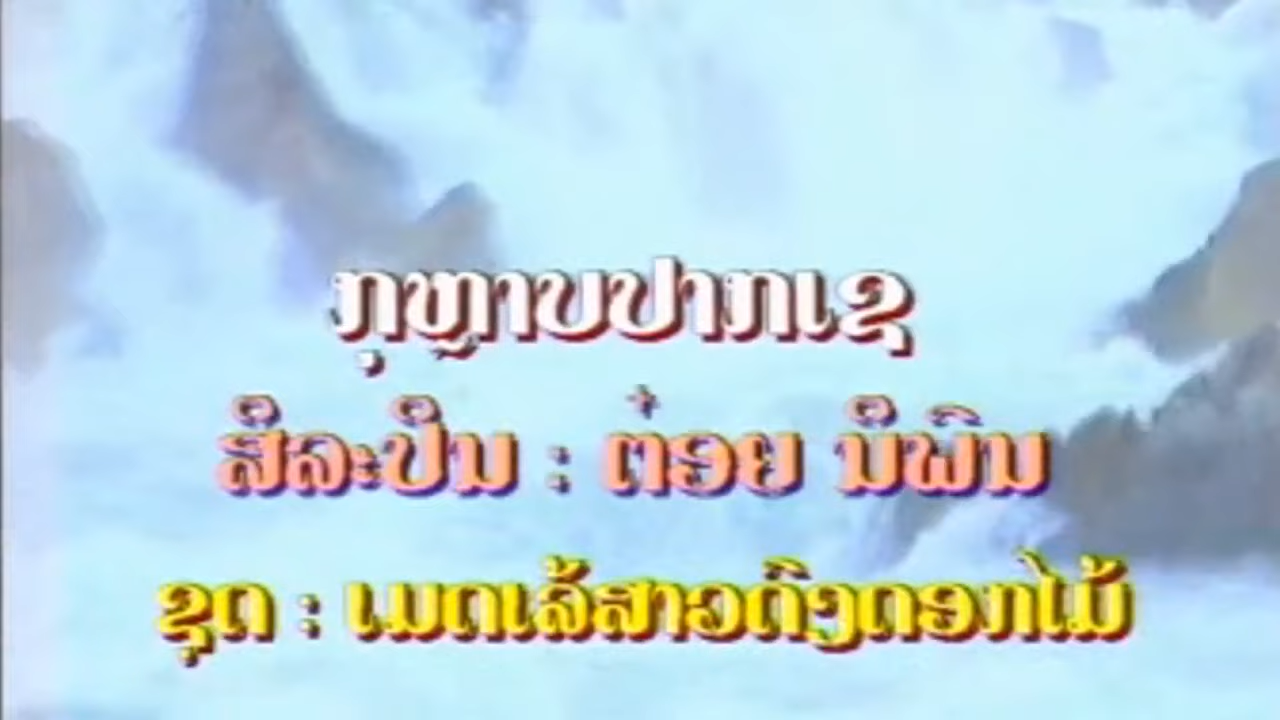 ກຸຫຼາບປາກເຊ
ສິລະປິນ : ຕ່ອຍ ນິພົນ
ຊຸດ : ເມດເລ້ສາວດົງດອກໄມ້